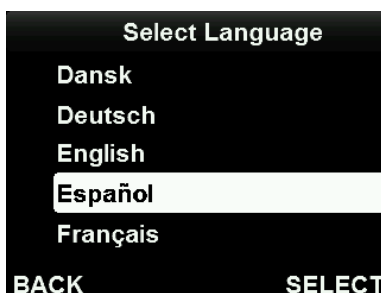 Select Language
Dansk
Deutsch
English
Español
Français
BACK SELECT